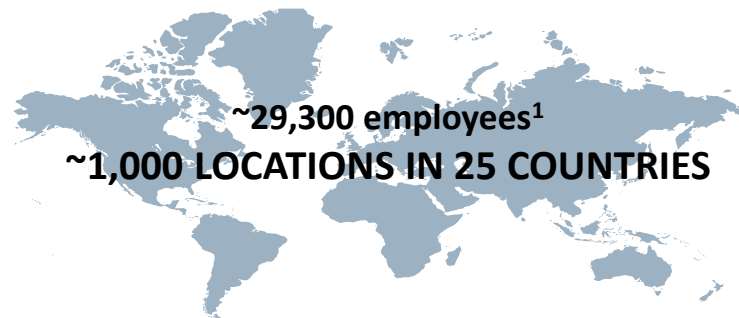 ~29,300 employees¹
~1,000 LOCATIONS IN 25 COUNTRIES